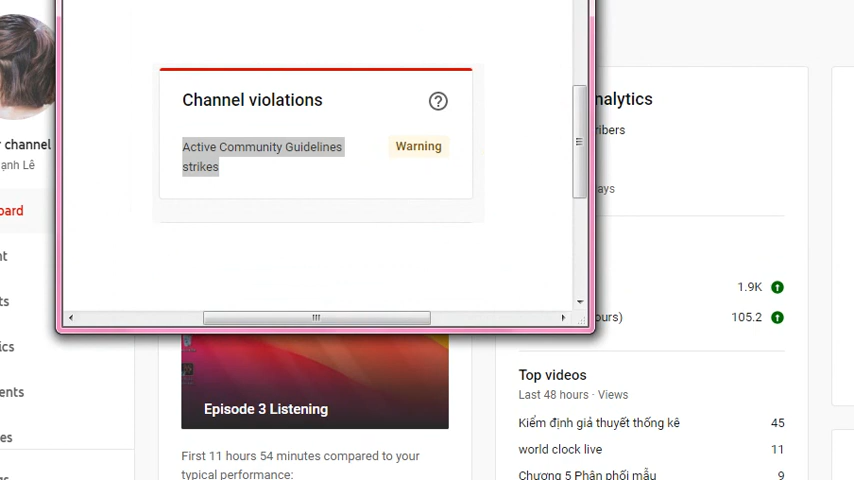 Channel violations
Active Community Guidelines
strikes
Warning
nalytics
ribers
ays
1.9K
ours)
105.2
Top videos
Last 48 hours · Views
Kiểm định giả thuyết thống kê
45
world clock live
11
Chương 5 Phân phối mẫu
9
r channel
ạnh Lê
oard
nt
ts
ics
ents
es
Episode 3 Listening
First 11 hours 54 minutes compared to your
typical performance: